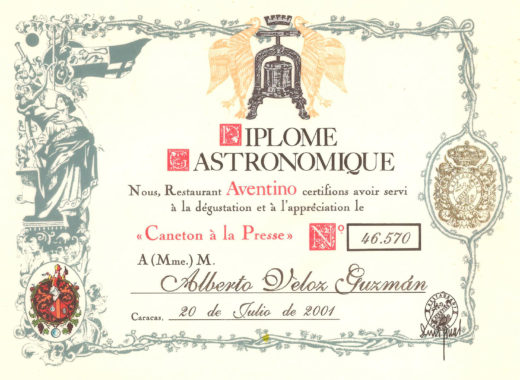 DIPLOME
GASTRONOMIQUE
Nous, Restaurant Aventino certifions avoir servi
à la dégustation et à l'appréciation le
«Caneton à la Presse» Nº 46.570
A (Mme.) M.
Alberto Veloz Guzmán
Caracas, 20 de Julio de 2001